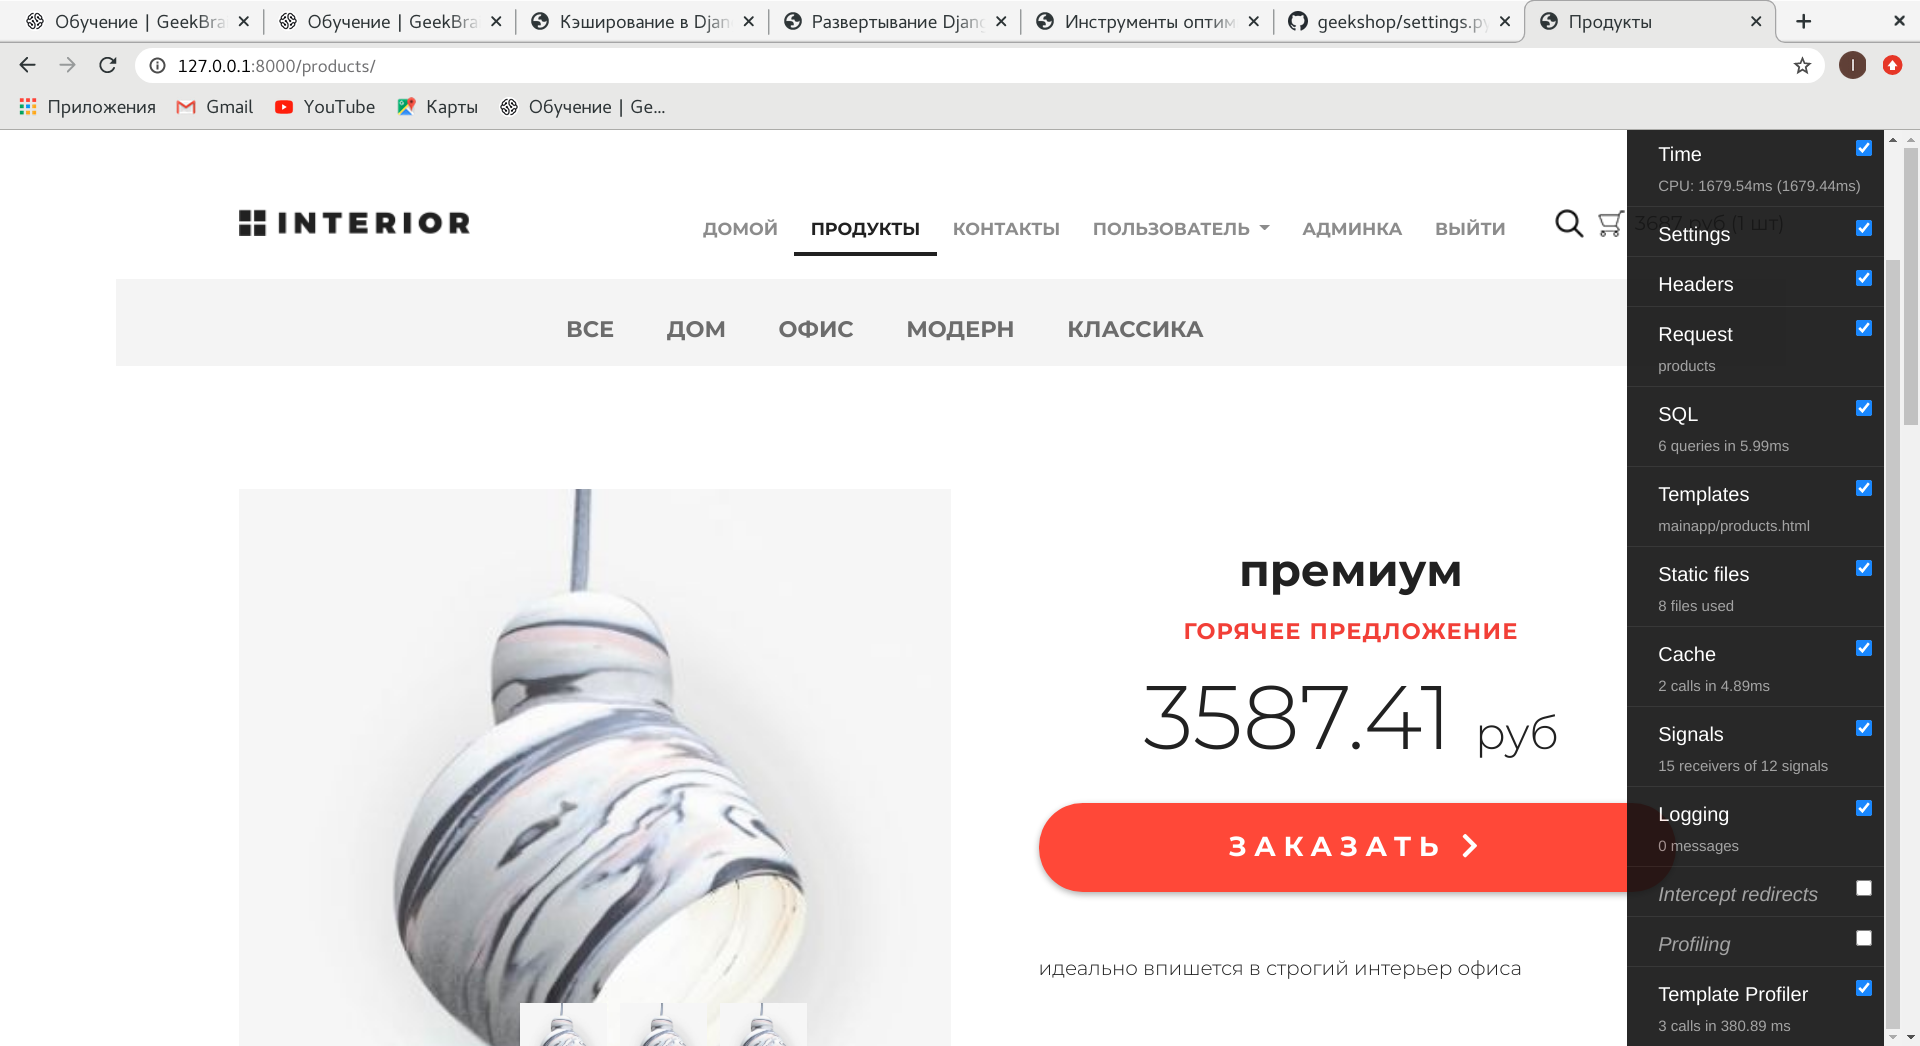 Обучение | GeekBra
Обучение | GeekBra
Кэширование в Djan
Развертывание Djang
Инструменты оптим
geekshop/settings.py
Продукты
127.0.0.1:8000/products/
I
Приложения
Gmail
YouTube
Карты
Обучение | Ge...
INTERIOR
ДОМОЙ
ПРОДУКТЫ
КОНТАКТЫ
ПОЛЬЗОВАТЕЛЬ
АДМИНКА
ВЫЙТИ
3687 руб (1 шт)
ВСЕ
ДОМ
ОФИС
МОДЕРН
КЛАССИКА
премиум
ГОРЯЧЕЕ ПРЕДЛОЖЕНИЕ
3587.41 руб
ЗАКАЗАТЬ
идеально впишется в строгий интерьер офиса
Time
CPU: 1679.54ms (1679.44ms)
Settings
Headers
Request
products
SQL
6 queries in 5.99ms
Templates
mainapp/products.html
Static files
8 files used
Cache
2 calls in 4.89ms
Signals
15 receivers of 12 signals
Logging
0 messages
Intercept redirects
Profiling
Template Profiler
3 calls in 380.89 ms